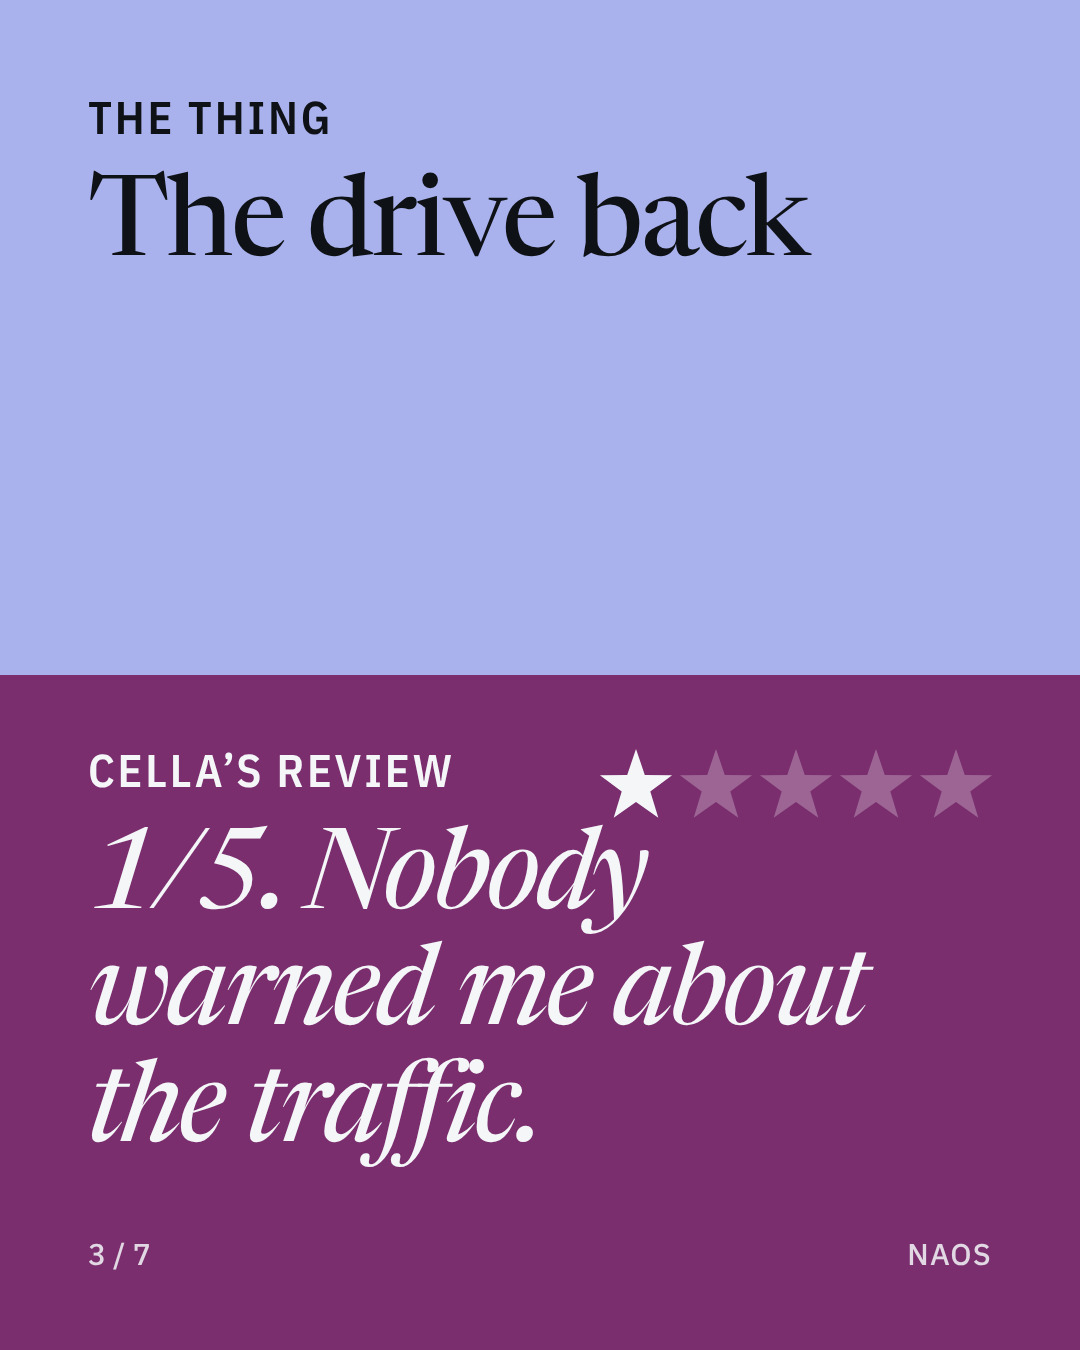 THE THING
The drive back
CELLA’S REVIEW
1/5. Nobody
warned me about
the traffic.
3 / 7
NAOS